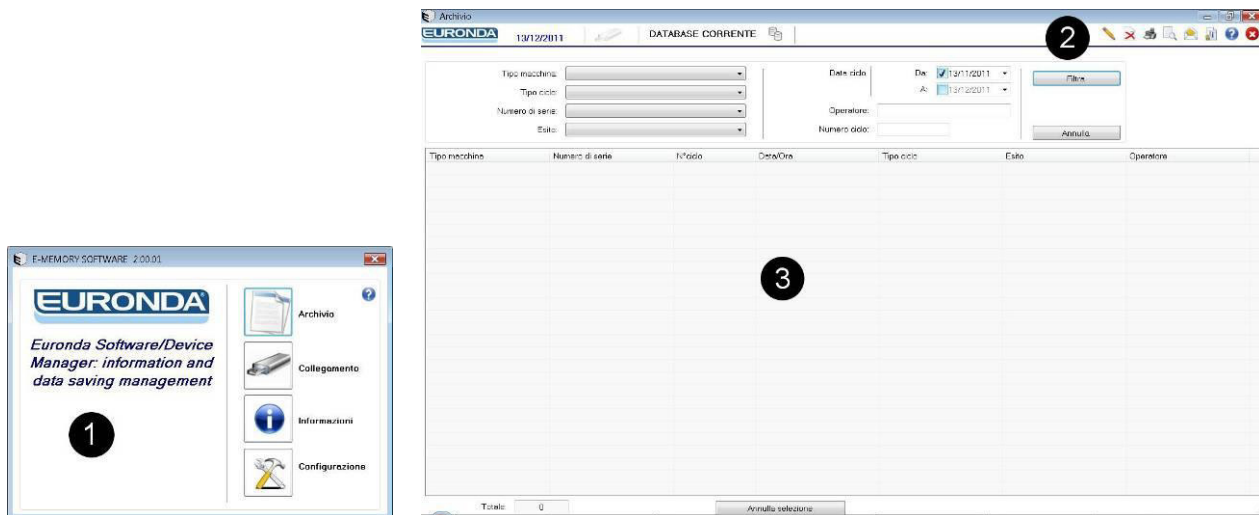 E-MEMORY SOFTWARE 2.00.01
EURONDA
Archivio
Euronda Software/Device
Manager: information and
data saving management
Collegamento
1
Informazioni
Configurazione
Archivio
EURONDA 13/12/2011 DATABASE CORRENTE
2
Tipo macchina: Data ciclo Da: 13/11/2011 Filtra
Tipo ciclo: A: 13/12/2011
Numero di serie: Operatore:
Esito: Numero ciclo: Annulla
Tipo macchina Numero di serie N°ciclo Data/Ora Tipo ciclo Esito Operatore
3
Totale: 0 Annulla selezione